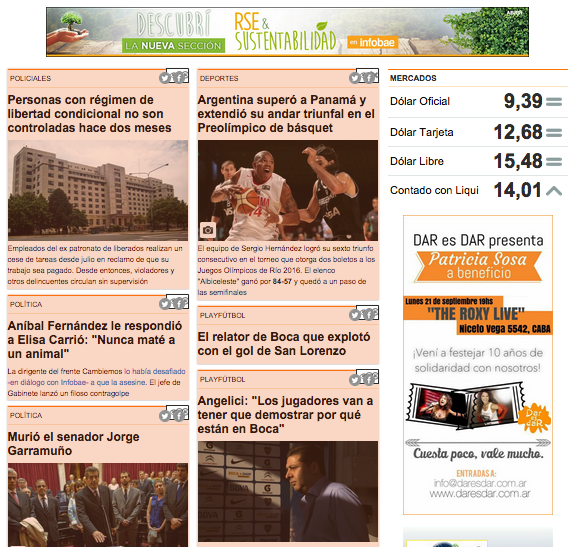 DESCUBRÍ
LA NUEVA SECCIÓN
RSE &
SUSTENTABILIDAD
en infobae
POLICIALES
Personas con régimen de
libertad condicional no son
controladas hace dos meses
Empleados del ex patronato de liberados realizan un
cese de tareas desde julio en reclamo de que su
trabajo sea pagado. Desde entonces, violadores y
otros delincuentes circulan sin supervisión
POLÍTICA
Aníbal Fernández le respondió
a Elisa Carrió: "Nunca maté a
un animal"
La dirigente del frente Cambiemos lo había desafiado
-en diálogo con Infobae- a que la asesine. El jefe de
Gabinete lanzó un filoso contragolpe
POLÍTICA
Murió el senador Jorge
Garramuño
DEPORTES
Argentina superó a Panamá y
extendió su andar triunfal en el
Preolímpico de básquet
El equipo de Sergio Hernández logró su sexto triunfo
consecutivo en el torneo que otorga dos boletos a los
Juegos Olímpicos de Río 2016. El elenco
"Albiceleste" ganó por 84-57 y quedó a un paso de
las semifinales
PLAYFÚTBOL
El relator de Boca que explotó
con el gol de San Lorenzo
PLAYFÚTBOL
Angelici: "Los jugadores van a
tener que demostrar por qué
están en Boca"
MERCADOS
Dólar Oficial 9,39
Dólar Tarjeta 12,68
Dólar Libre 15,48
Contado con Liqui 14,01
DAR es DAR presenta
Patricia Sosa
a beneficio
Lunes 21 de septiembre 19hs
"THE ROXY LIVE"
Niceto Vega 5542, CABA
¡Vení a festejar 10 años de
solidaridad con nosotros!
Dar es daR
Cuesta poco, vale mucho.
ENTRADAS A:
info@daresdar.com.ar
www.daresdar.com.ar